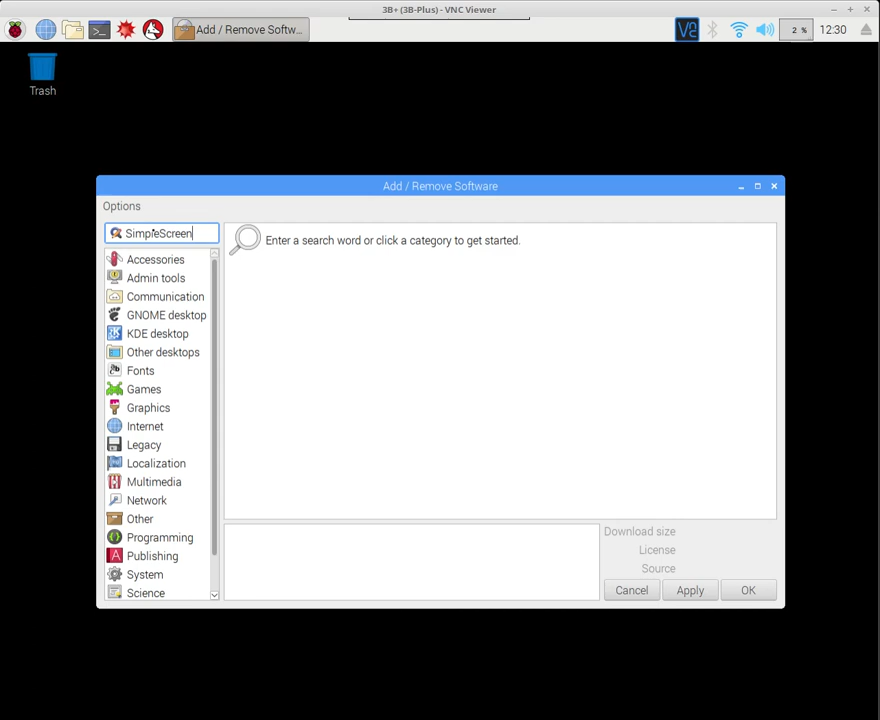 3B+ (3B-Plus) - VNC Viewer
Add / Remove Softw...
2 %
12:30
Trash
Add / Remove Software
Options
SimpleScreen
Enter a search word or click a category to get started.
Accessories
Admin tools
Communication
GNOME desktop
KDE desktop
Other desktops
Fonts
Games
Graphics
Internet
Legacy
Localization
Multimedia
Network
Other
Programming
Publishing
System
Science
Download size
License
Source
Cancel
Apply
OK